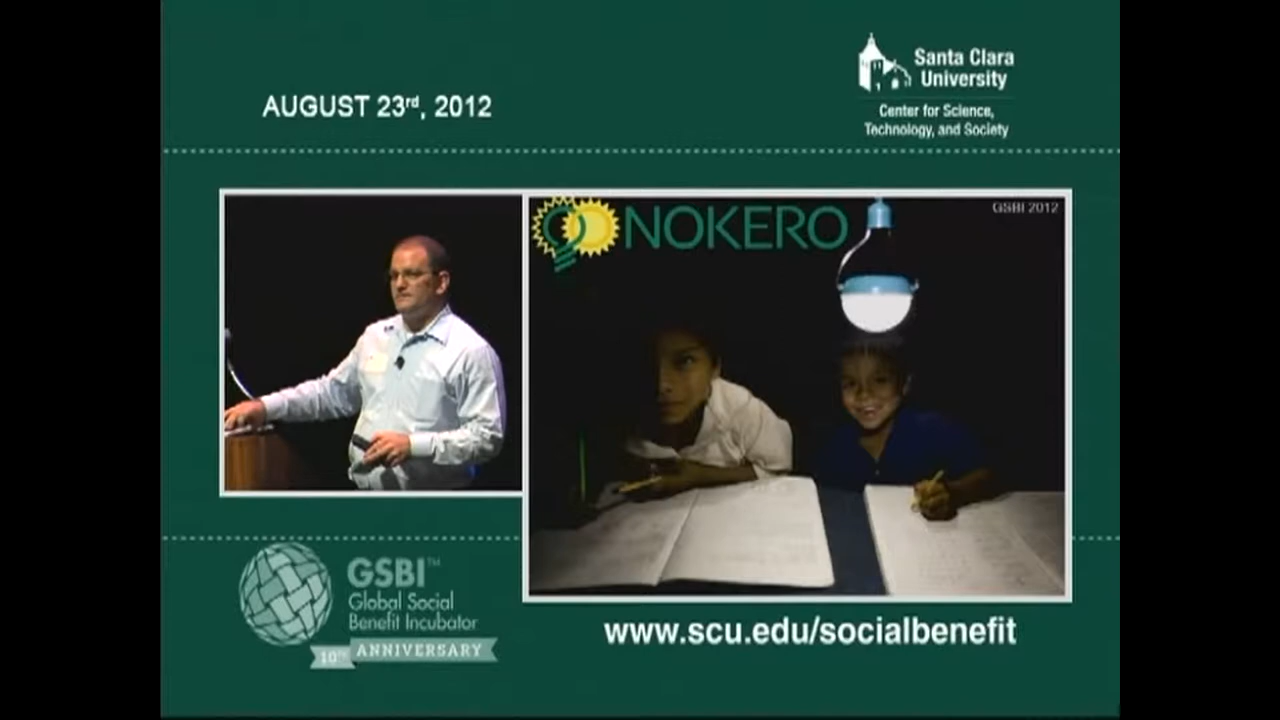 AUGUST 23rd, 2012
Santa Clara
University
Center for Science,
Technology, and Society
NOKERO
GSBI 2012
GSBI™
Global Social
Benefit Incubator
10TH ANNIVERSARY
www.scu.edu/socialbenefit